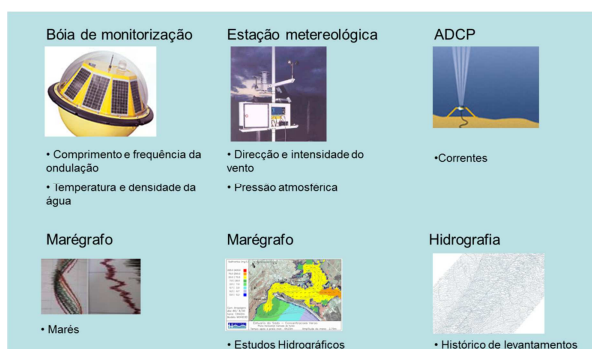 Bóia de monitorização
Estação metereológica
ADCP
• Comprimento e frequência da
ondulação
• Temperatura e densidade da
água
• Direcção e intensidade do
vento
• Pressão atmosférica
•Correntes
Marégrafo
Marégrafo
Hidrografia
• Marés
• Estudos Hidrográficos
• Histórico de levantamentos